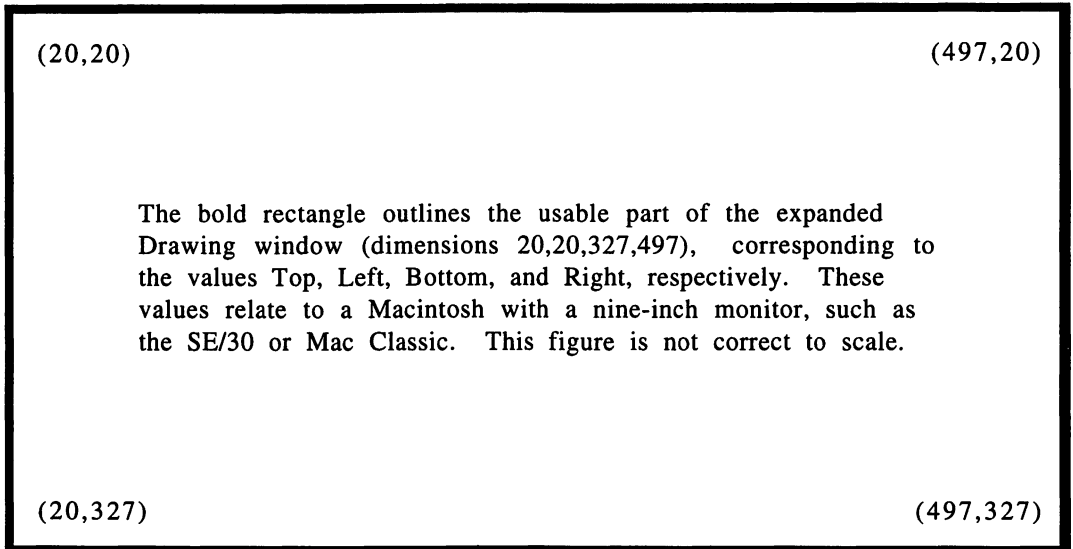 (20,20) (497,20)
The bold rectangle outlines the usable part of the expanded
Drawing window (dimensions 20,20,327,497), corresponding to
the values Top, Left, Bottom, and Right, respectively. These
values relate to a Macintosh with a nine-inch monitor, such as
the SE/30 or Mac Classic. This figure is not correct to scale.
(20,327) (497,327)